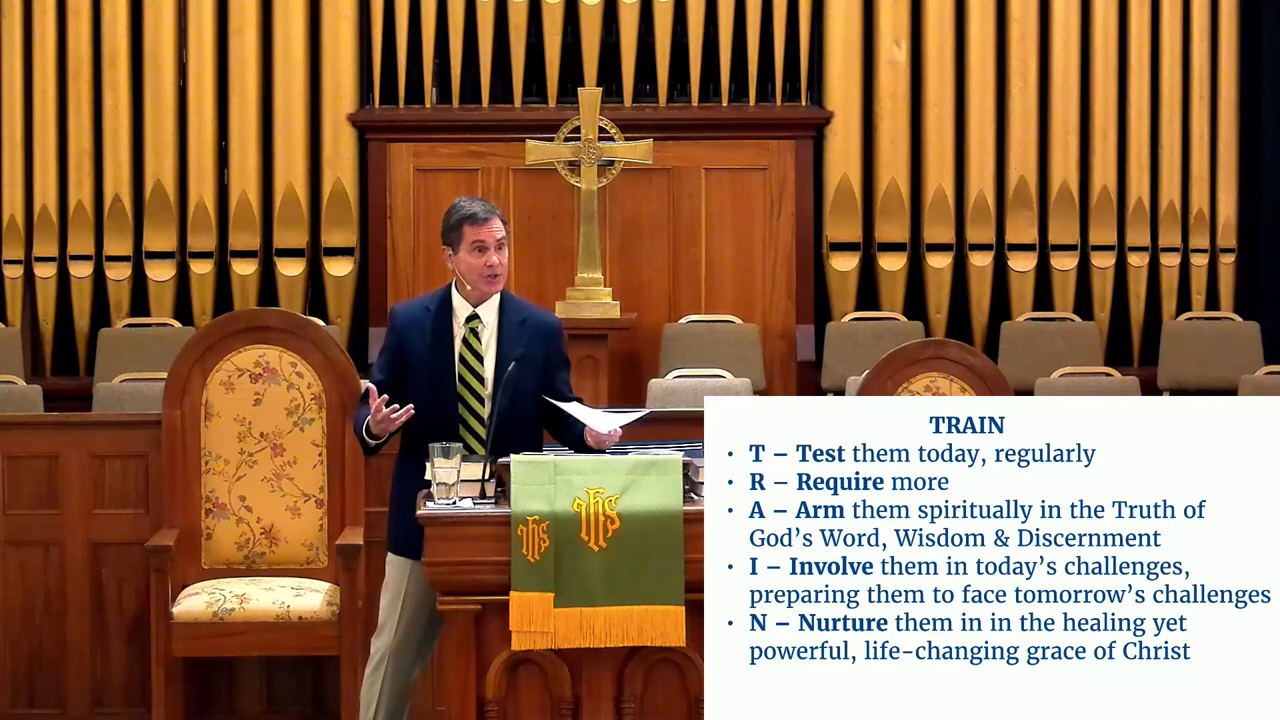 TRAIN
• T – Test them today, regularly
• R – Require more
• A – Arm them spiritually in the Truth of
God's Word, Wisdom & Discernment
• I – Involve them in today's challenges,
preparing them to face tomorrow's challenges
• N – Nurture them in in the healing yet
powerful, life-changing grace of Christ
IHS
IHS